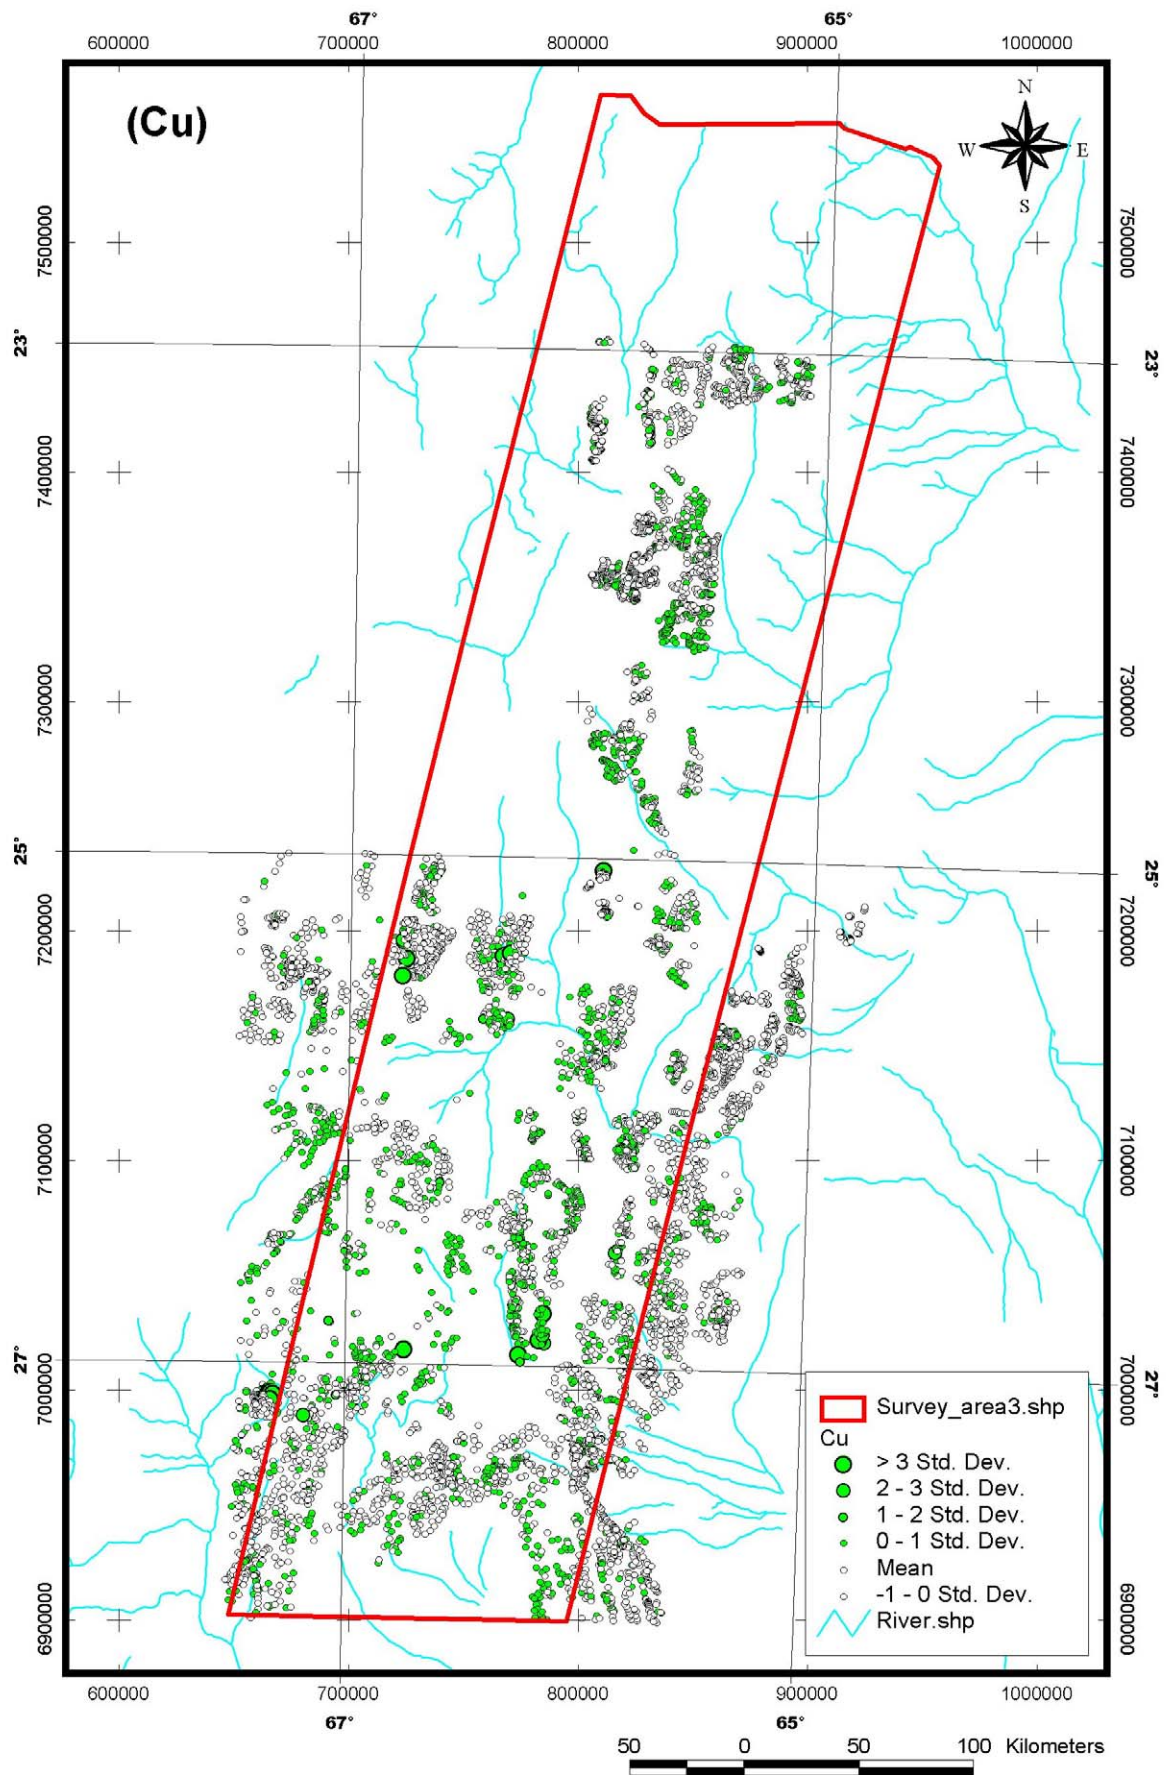 67° 65°
600000 700000 800000 900000 1000000
(Cu)
N
W E
S
7500000 7500000
23° 23°
7400000 7400000
7300000 7300000
25° 25°
7200000 7200000
7100000 7100000
27° 27°
7000000 7000000
6900000 6900000
Survey_area3.shp
Cu
> 3 Std. Dev.
2 - 3 Std. Dev.
1 - 2 Std. Dev.
0 - 1 Std. Dev.
Mean
-1 - 0 Std. Dev.
River.shp
600000 700000 800000 900000 1000000
67° 65°
50 0 50 100 Kilometers